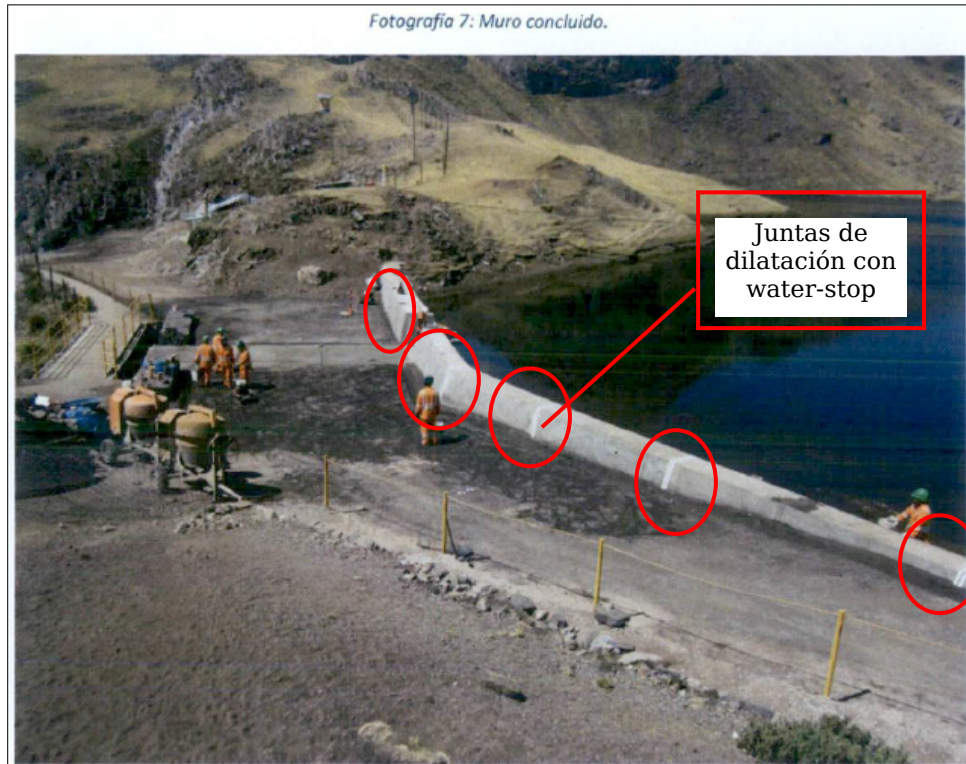 Fotografía 7: Muro concluido.
Juntas de
dilatación con
water-stop